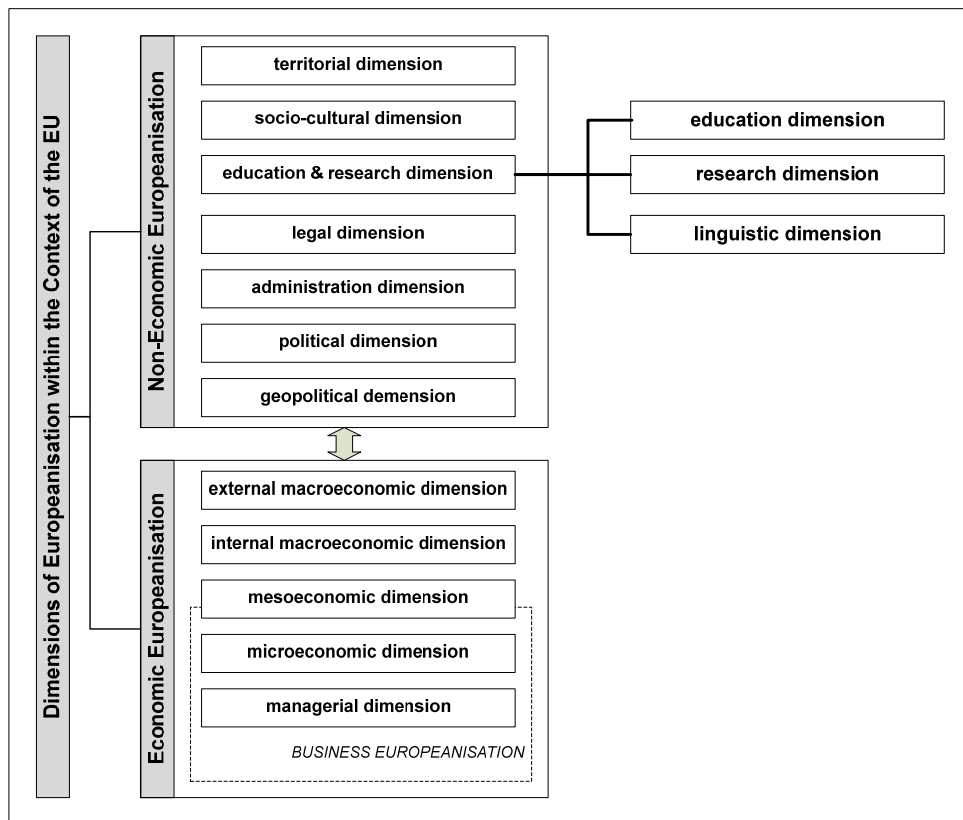 Dimensions of Europeanisation within the Context of the EU
Non-Economic Europeanisation
territorial dimension
socio-cultural dimension
education & research dimension
legal dimension
administration dimension
political dimension
geopolitical demension
education dimension
research dimension
linguistic dimension
Economic Europeanisation
external macroeconomic dimension
internal macroeconomic dimension
mesoeconomic dimension
microeconomic dimension
managerial dimension
BUSINESS EUROPEANISATION